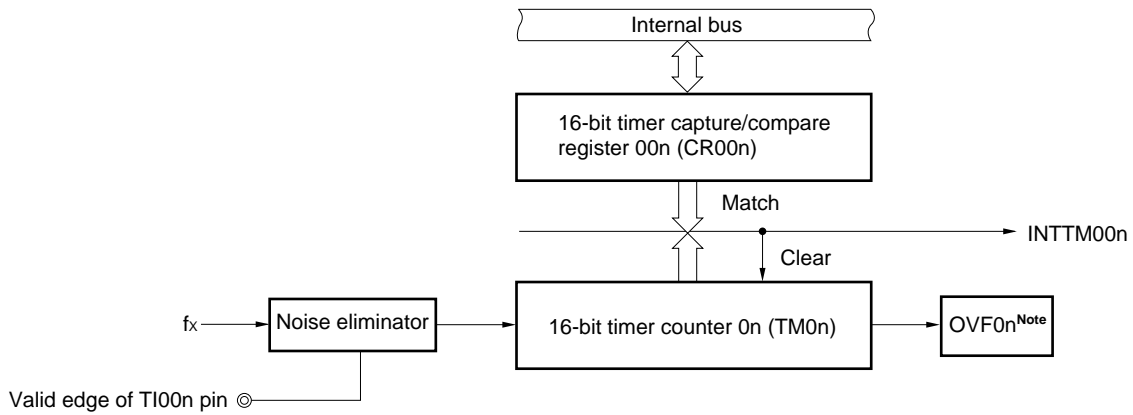 Internal bus
16-bit timer capture/compare
register 00n (CR00n)
Match
INTTM00n
Clear
fX
Noise eliminator
16-bit timer counter 0n (TM0n)
OVF0nNote
Valid edge of TI00n pin